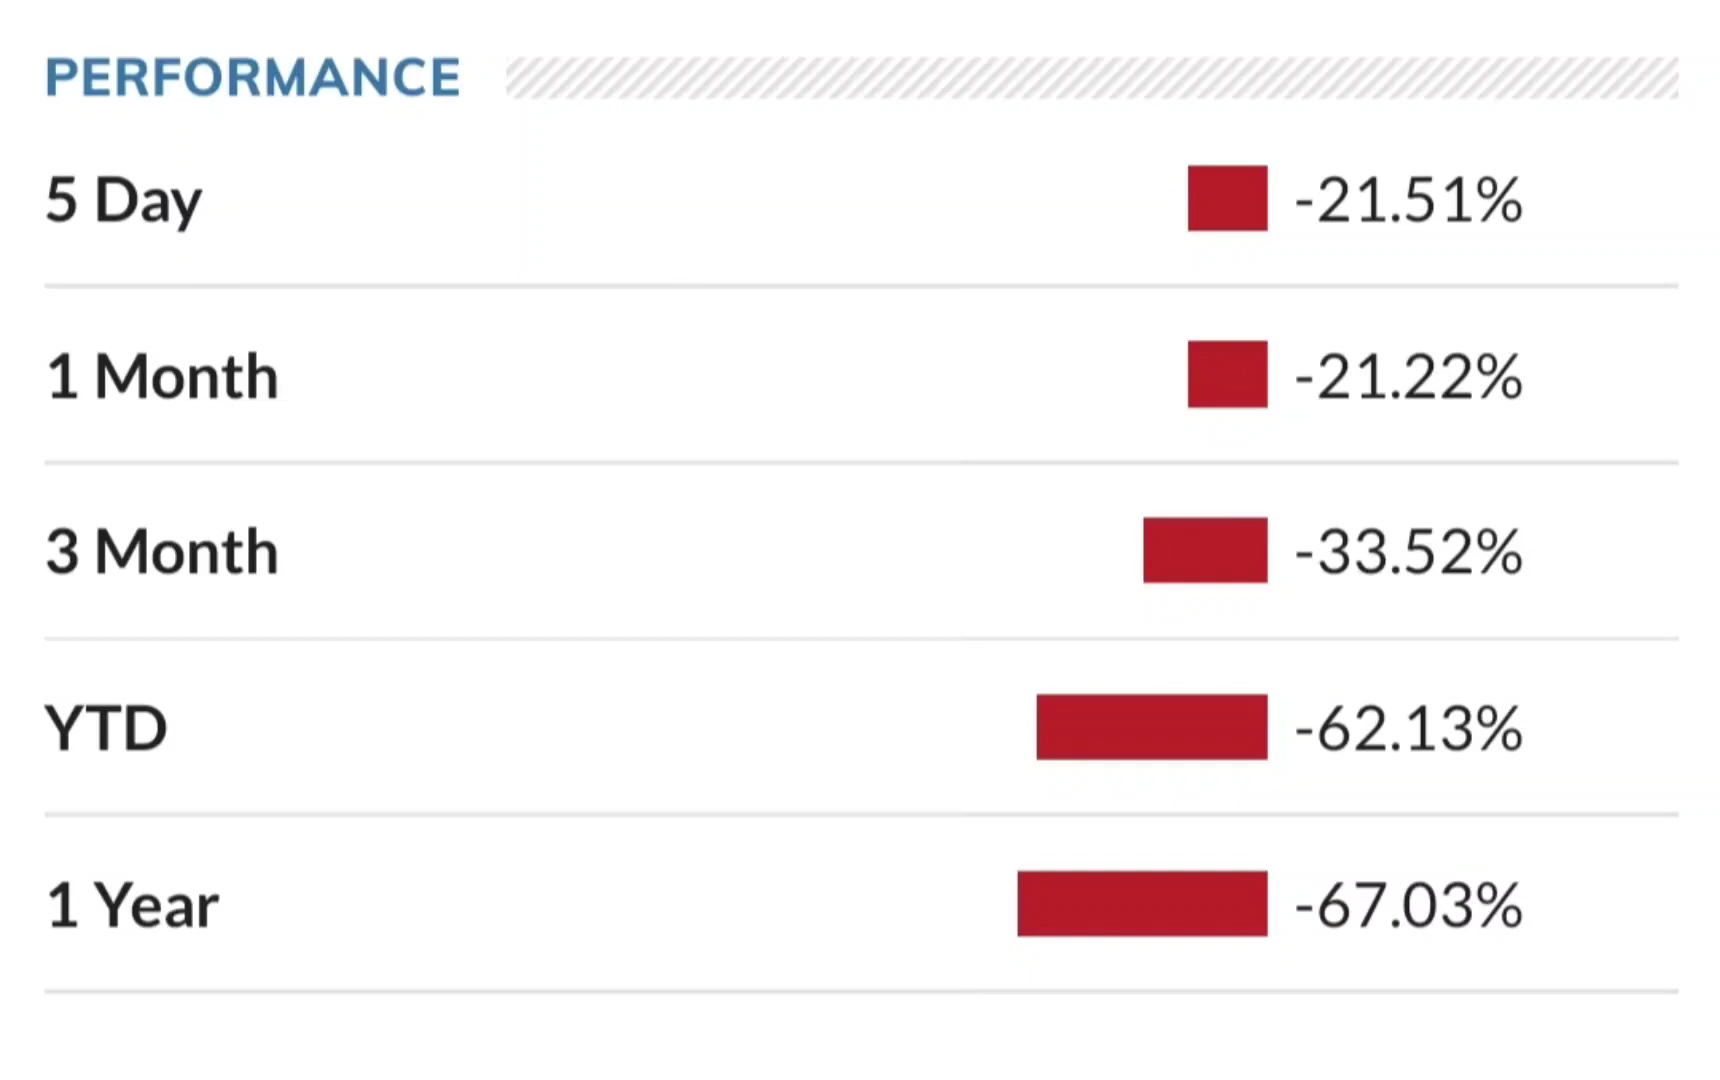 PERFORMANCE
5 Day -21.51%
1 Month -21.22%
3 Month -33.52%
YTD -62.13%
1 Year -67.03%